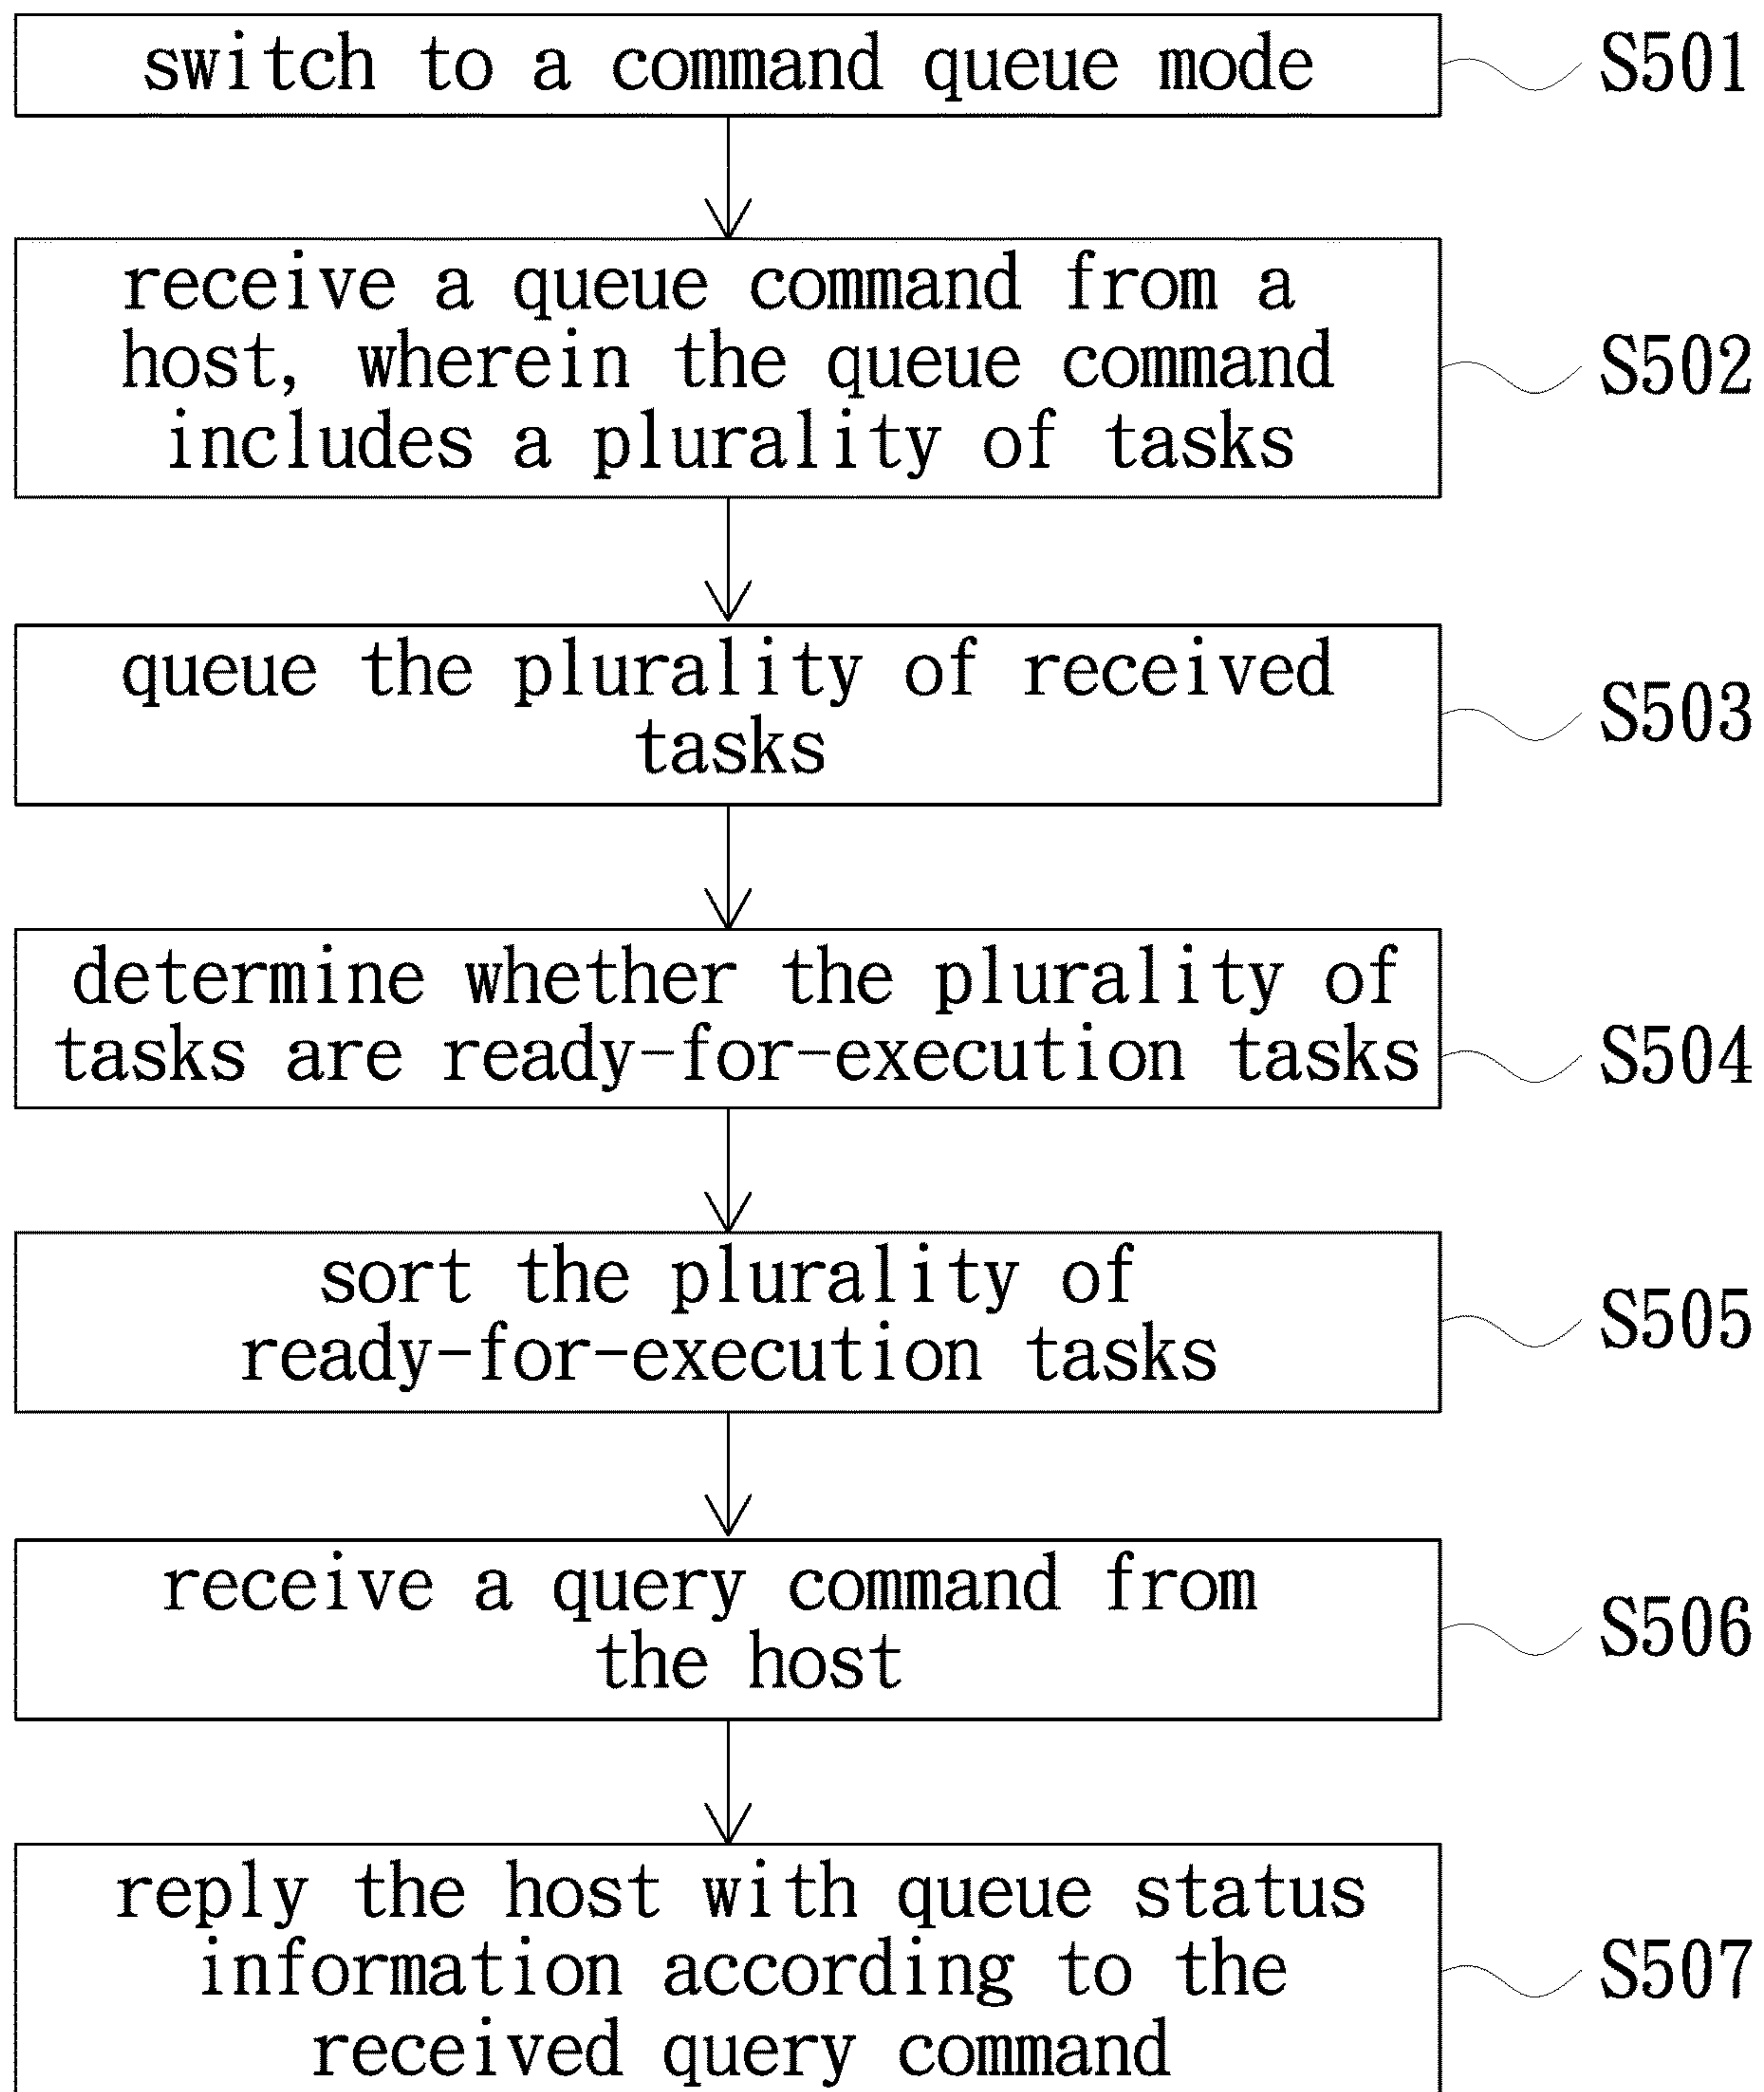 switch to a command queue mode
S501
receive a queue command from a
host, wherein the queue command
includes a plurality of tasks
S502
queue the plurality of received
tasks
S503
determine whether the plurality of
tasks are ready-for-execution tasks
S504
sort the plurality of
ready-for-execution tasks
S505
receive a query command from
the host
S506
reply the host with queue status
information according to the
received query command
S507